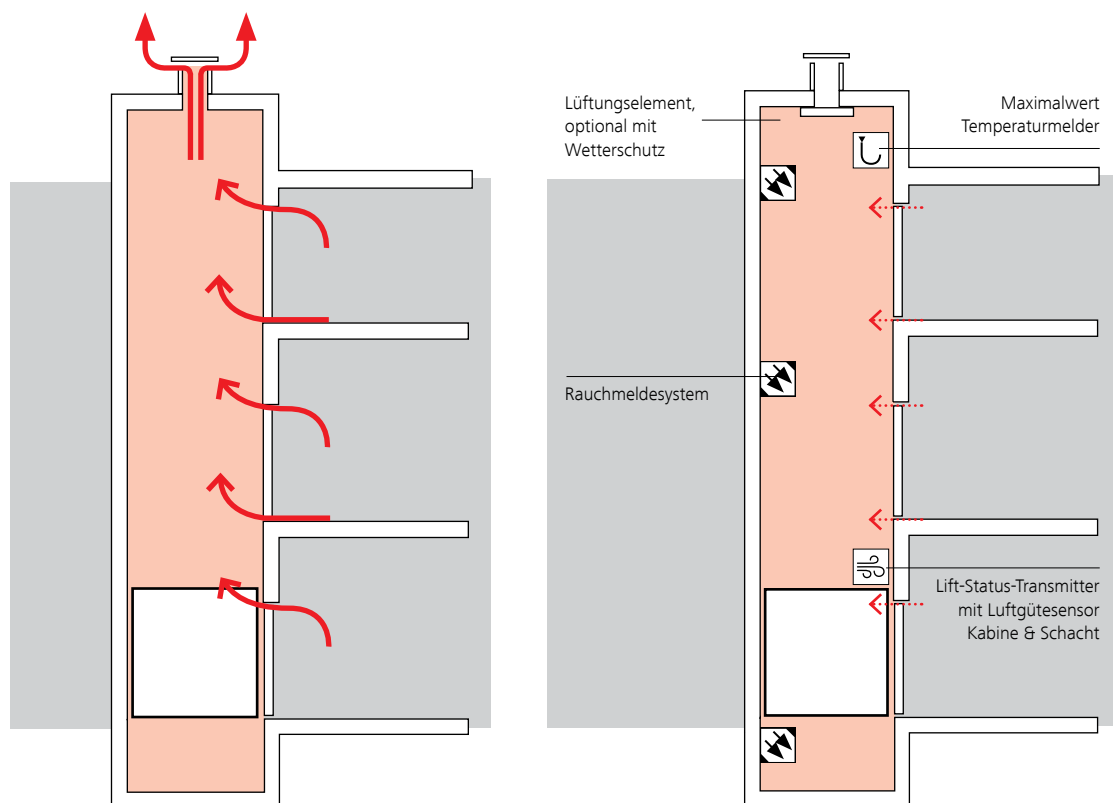 Lüftungselement,
optional mit
Wetterschutz
Maximalwert
Temperaturmelder
Rauchmeldesystem
Lift-Status-Transmitter
mit Luftgütesensor
Kabine & Schacht